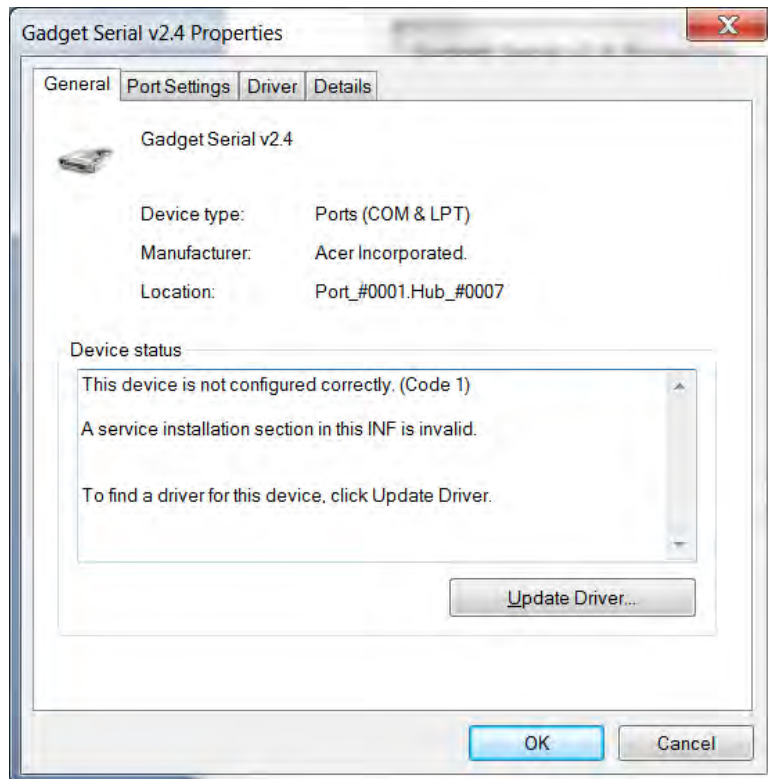 Gadget Serial v2.4 Properties
General Port Settings Driver Details
Gadget Serial v2.4
Device type: Ports (COM & LPT)
Manufacturer: Acer Incorporated.
Location: Port_#0001.Hub_#0007
Device status
This device is not configured correctly. (Code 1)
A service installation section in this INF is invalid.
To find a driver for this device, click Update Driver.
Update Driver...
OK Cancel